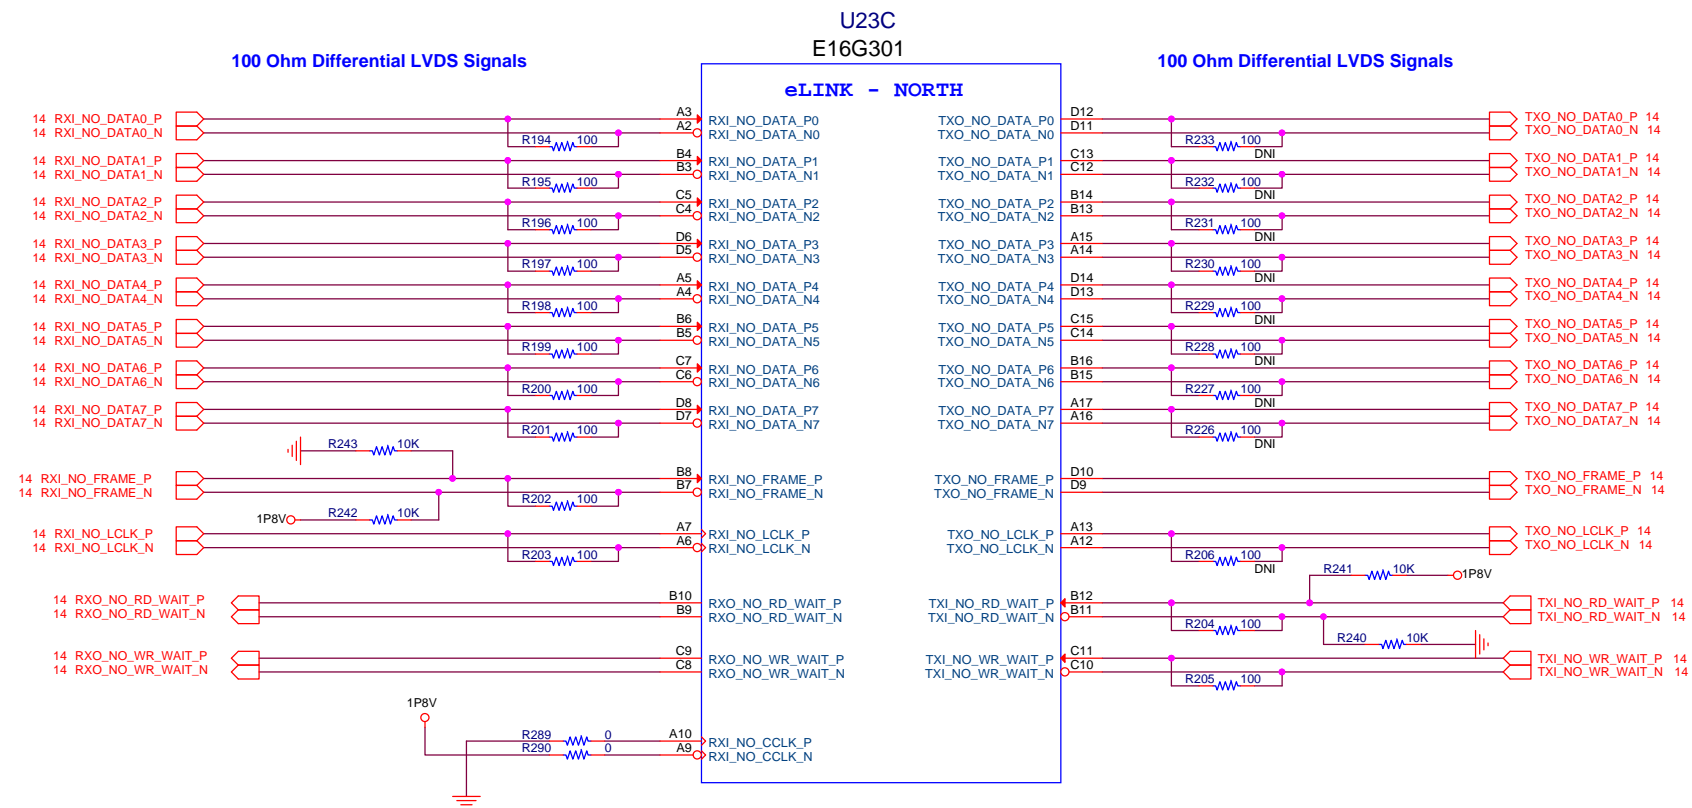 U23C
E16G301
100 Ohm Differential LVDS Signals
100 Ohm Differential LVDS Signals
eLINK - NORTH
14 RXI_NO_DATA0_P A3 RXI_NO_DATA_P0 TXO_NO_DATA_P0 D12 TXO_NO_DATA0_P 14
14 RXI_NO_DATA0_N A2 RXI_NO_DATA_N0 TXO_NO_DATA_N0 D11 TXO_NO_DATA0_N 14
R194 100 R233 100
DNI
14 RXI_NO_DATA1_P B4 RXI_NO_DATA_P1 TXO_NO_DATA_P1 C13 TXO_NO_DATA1_P 14
14 RXI_NO_DATA1_N B3 RXI_NO_DATA_N1 TXO_NO_DATA_N1 C12 TXO_NO_DATA1_N 14
R195 100 R232 100
DNI
14 RXI_NO_DATA2_P C5 RXI_NO_DATA_P2 TXO_NO_DATA_P2 B14 TXO_NO_DATA2_P 14
14 RXI_NO_DATA2_N C4 RXI_NO_DATA_N2 TXO_NO_DATA_N2 B13 TXO_NO_DATA2_N 14
R196 100 R231 100
DNI
14 RXI_NO_DATA3_P D6 RXI_NO_DATA_P3 TXO_NO_DATA_P3 A15 TXO_NO_DATA3_P 14
14 RXI_NO_DATA3_N D5 RXI_NO_DATA_N3 TXO_NO_DATA_N3 A14 TXO_NO_DATA3_N 14
R197 100 R230 100
DNI
14 RXI_NO_DATA4_P A5 RXI_NO_DATA_P4 TXO_NO_DATA_P4 D14 TXO_NO_DATA4_P 14
14 RXI_NO_DATA4_N A4 RXI_NO_DATA_N4 TXO_NO_DATA_N4 D13 TXO_NO_DATA4_N 14
R198 100 R229 100
DNI
14 RXI_NO_DATA5_P B6 RXI_NO_DATA_P5 TXO_NO_DATA_P5 C15 TXO_NO_DATA5_P 14
14 RXI_NO_DATA5_N B5 RXI_NO_DATA_N5 TXO_NO_DATA_N5 C14 TXO_NO_DATA5_N 14
R199 100 R228 100
DNI
14 RXI_NO_DATA6_P C7 RXI_NO_DATA_P6 TXO_NO_DATA_P6 B16 TXO_NO_DATA6_P 14
14 RXI_NO_DATA6_N C6 RXI_NO_DATA_N6 TXO_NO_DATA_N6 B15 TXO_NO_DATA6_N 14
R200 100 R227 100
DNI
14 RXI_NO_DATA7_P D8 RXI_NO_DATA_P7 TXO_NO_DATA_P7 A17 TXO_NO_DATA7_P 14
14 RXI_NO_DATA7_N D7 RXI_NO_DATA_N7 TXO_NO_DATA_N7 A16 TXO_NO_DATA7_N 14
R201 100 R226 100
R243 10K DNI
14 RXI_NO_FRAME_P B8 RXI_NO_FRAME_P TXO_NO_FRAME_P D10 TXO_NO_FRAME_P 14
14 RXI_NO_FRAME_N B7 RXI_NO_FRAME_N TXO_NO_FRAME_N D9 TXO_NO_FRAME_N 14
R202 100
1P8V R242 10K
14 RXI_NO_LCLK_P A7 RXI_NO_LCLK_P TXO_NO_LCLK_P A13 TXO_NO_LCLK_P 14
14 RXI_NO_LCLK_N A6 RXI_NO_LCLK_N TXO_NO_LCLK_N A12 TXO_NO_LCLK_N 14
R203 100 R206 100
DNI R241 10K 1P8V
14 RXO_NO_RD_WAIT_P B10 RXO_NO_RD_WAIT_P TXI_NO_RD_WAIT_P B12 TXI_NO_RD_WAIT_P 14
14 RXO_NO_RD_WAIT_N B9 RXO_NO_RD_WAIT_N TXI_NO_RD_WAIT_N B11 TXI_NO_RD_WAIT_N 14
R204 100
R240 10K
14 RXO_NO_WR_WAIT_P C9 RXO_NO_WR_WAIT_P TXI_NO_WR_WAIT_P C11 TXI_NO_WR_WAIT_P 14
14 RXO_NO_WR_WAIT_N C8 RXO_NO_WR_WAIT_N TXI_NO_WR_WAIT_N C10 TXI_NO_WR_WAIT_N 14
R205 100
1P8V
R289 0 A10 RXI_NO_CCLK_P
R290 0 A9 RXI_NO_CCLK_N